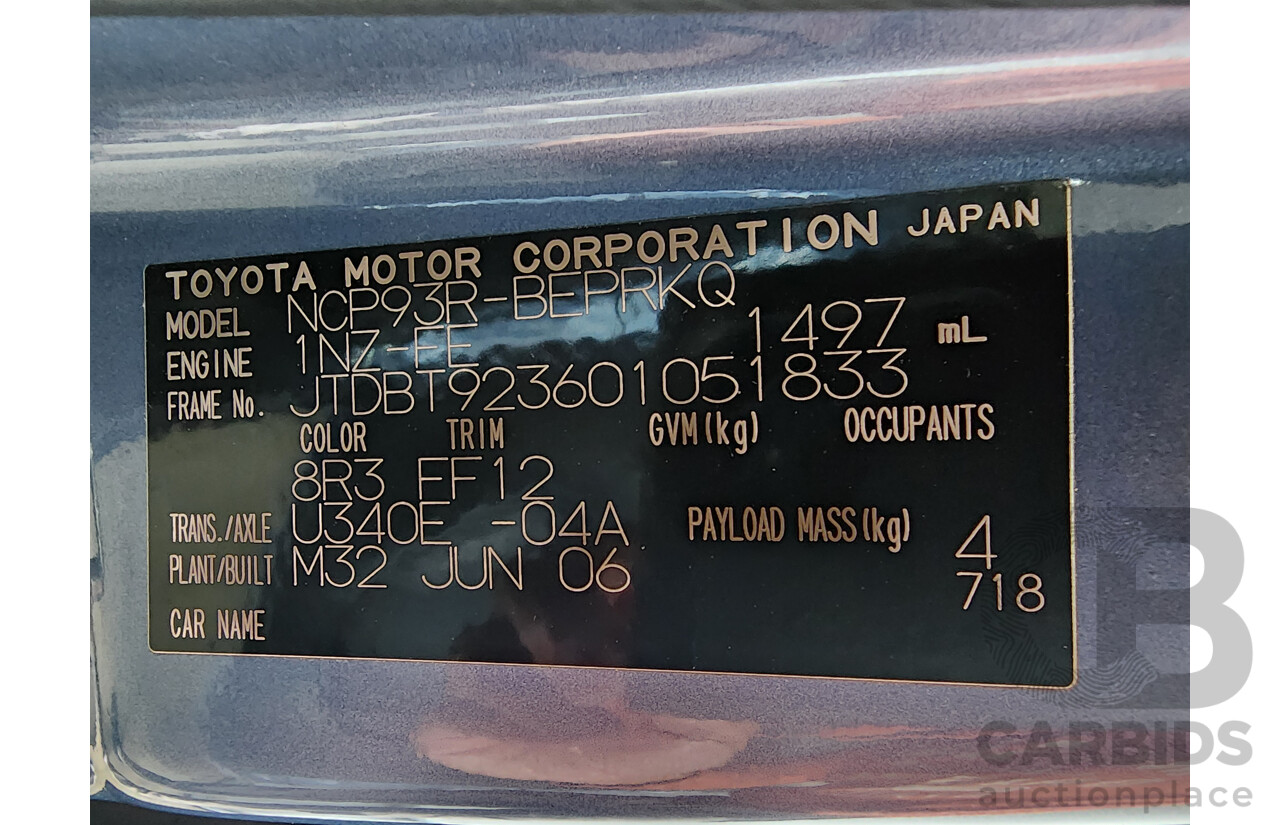 TOYOTA MOTOR CORPORATION JAPAN
MODEL NCP93R-BEPRKQ
ENGINE 1NZ-FE 1497 mL
FRAME No. JTDBT923601051833
COLOR TRIM GVM(kg) OCCUPANTS
8R3 EF12
TRANS./AXLE U340E -04A PAYLOAD MASS(kg) 4
PLANT/BUILT M32 JUN 06 718
CAR NAME
B
CARBIDS
auctionplace